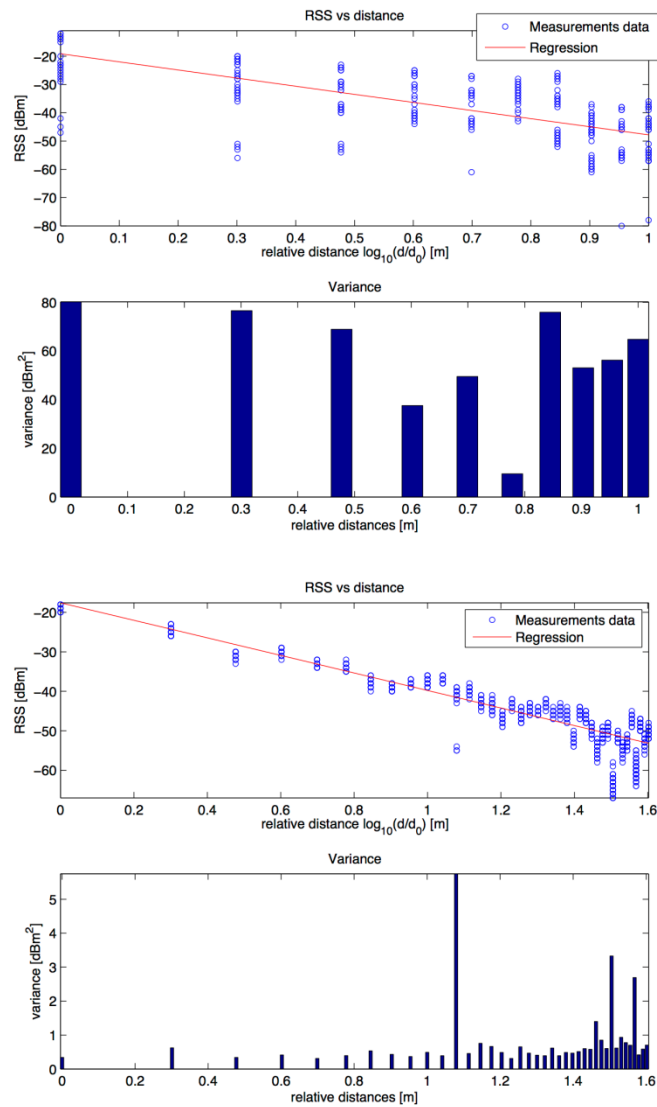 RSS vs distance
Measurements data
Regression
RSS [dBm]
−20
−30
−40
−50
−60
−70
−80
0 0.1 0.2 0.3 0.4 0.5 0.6 0.7 0.8 0.9 1
relative distance log10(d/d0) [m]
Variance
variance [dBm²]
80
60
40
20
0
0 0.1 0.2 0.3 0.4 0.5 0.6 0.7 0.8 0.9 1
relative distances [m]
RSS vs distance
Measurements data
Regression
RSS [dBm]
−20
−30
−40
−50
−60
0 0.2 0.4 0.6 0.8 1 1.2 1.4 1.6
relative distance log10(d/d0) [m]
Variance
variance [dBm²]
5
4
3
2
1
0
0 0.2 0.4 0.6 0.8 1 1.2 1.4 1.6
relative distances [m]